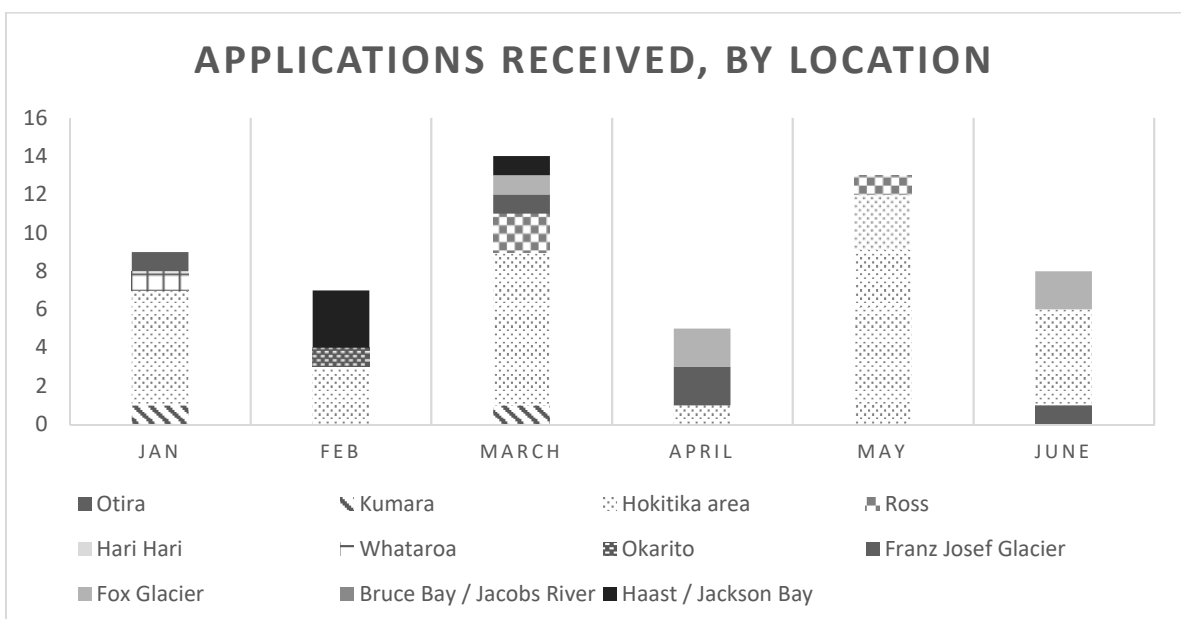 APPLICATIONS RECEIVED, BY LOCATION
16
14
12
10
8
6
4
2
0
JAN FEB MARCH APRIL MAY JUNE
Otira Kumara Hokitika area Ross
Hari Hari Whataroa Okarito Franz Josef Glacier
Fox Glacier Bruce Bay / Jacobs River Haast / Jackson Bay